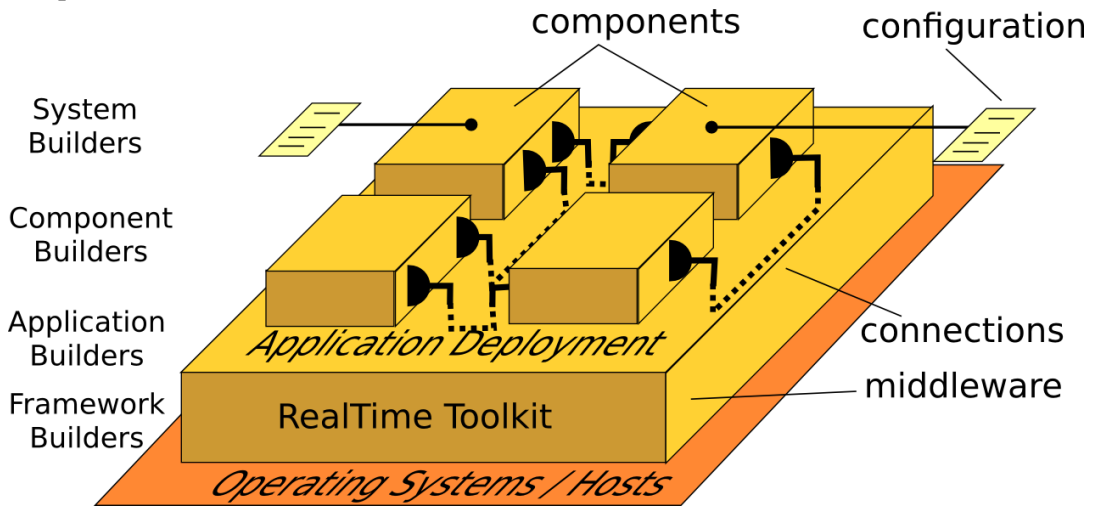 components
configuration
System
Builders
Component
Builders
Application
Builders
Framework
Builders
Application Deployment
connections
middleware
RealTime Toolkit
Operating Systems / Hosts